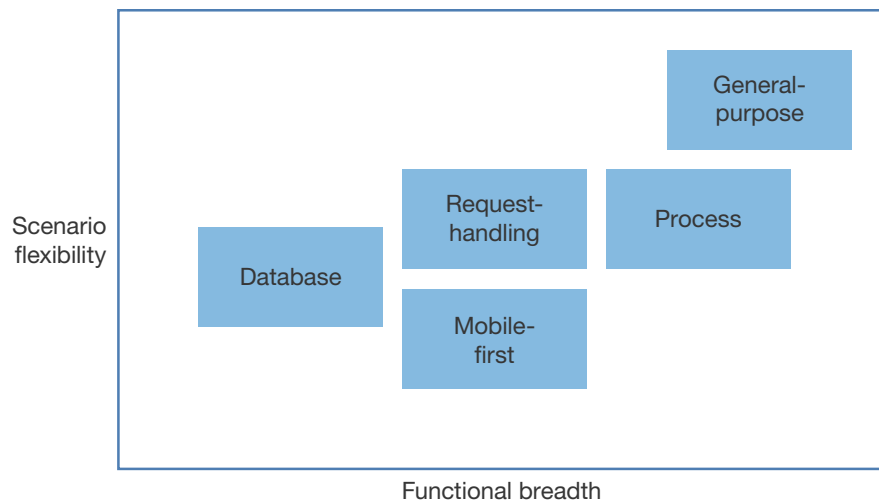 General-
purpose
Request-
handling
Process
Scenario
flexibility
Database
Mobile-
first
Functional breadth